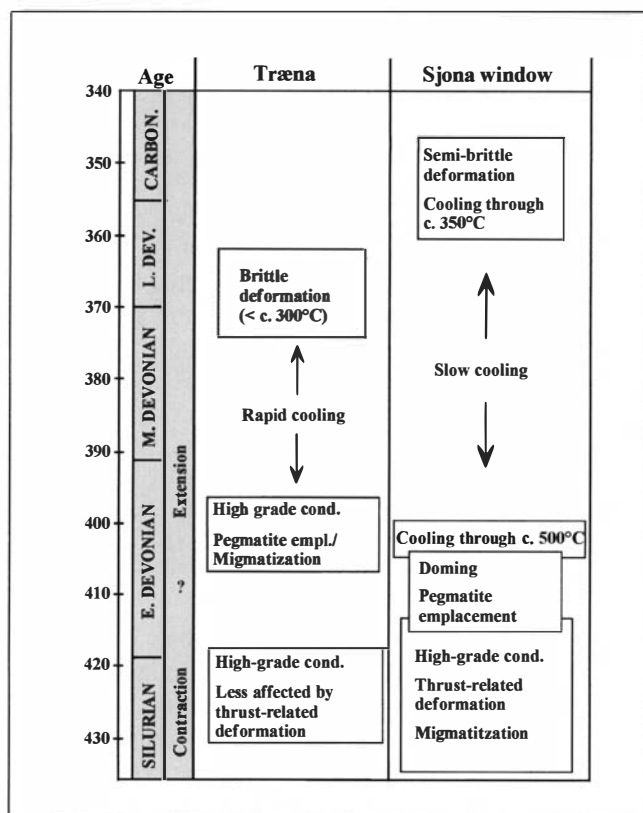 Age
Træna
Sjona window
340
350
360
370
380
390
400
410
420
430
CARBON.
L. DEV.
M. DEVONIAN
E. DEVONIAN
SILURIAN
Extension
?
Contraction
Brittle
deformation
(< c. 300°C)
Rapid cooling
High grade cond.
Pegmatite empl./
Migmatization
High-grade cond.
Less affected by
thrust-related
deformation
Semi-brittle
deformation
Cooling through
c. 350°C
Slow cooling
Cooling through c. 500°C
Doming
Pegmatite
emplacement
High-grade cond.
Thrust-related
deformation
Migmatitzation